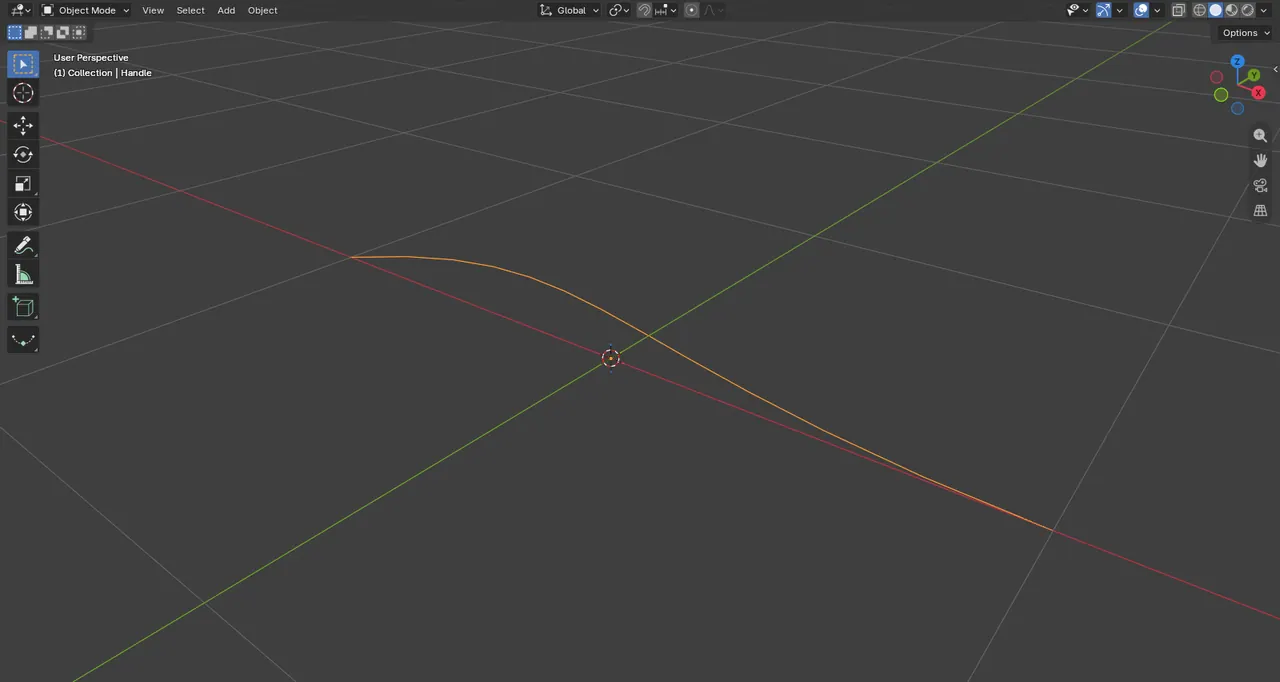 Object Mode View Select Add Object Global
Options
User Perspective
(1) Collection | Handle
Z
Y
X